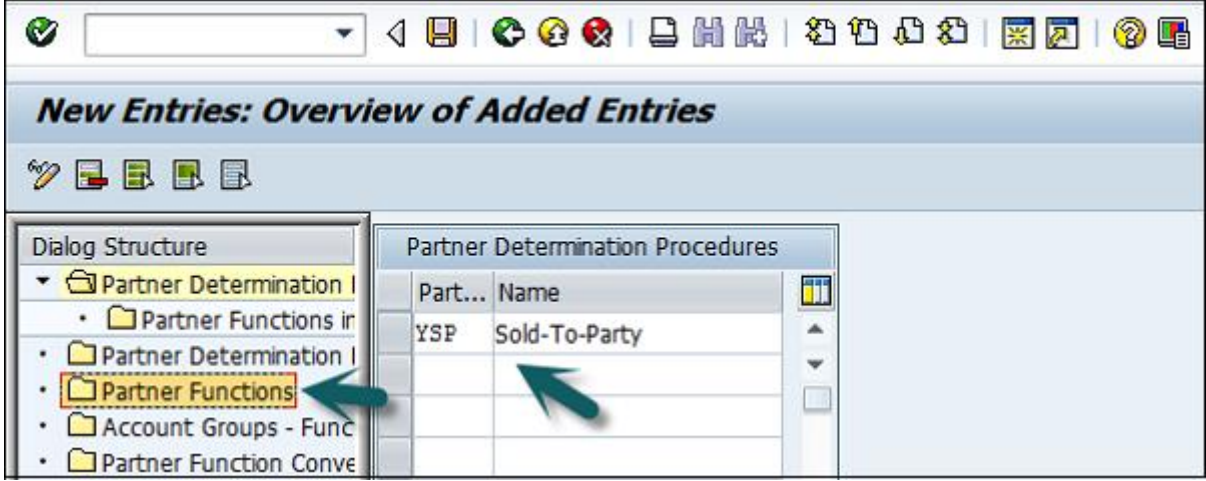 New Entries: Overview of Added Entries
Dialog Structure
Partner Determination
Partner Functions in
Partner Determination
Partner Functions
Account Groups - Func
Partner Function Conve
Partner Determination Procedures
Part... Name
YSP Sold-To-Party